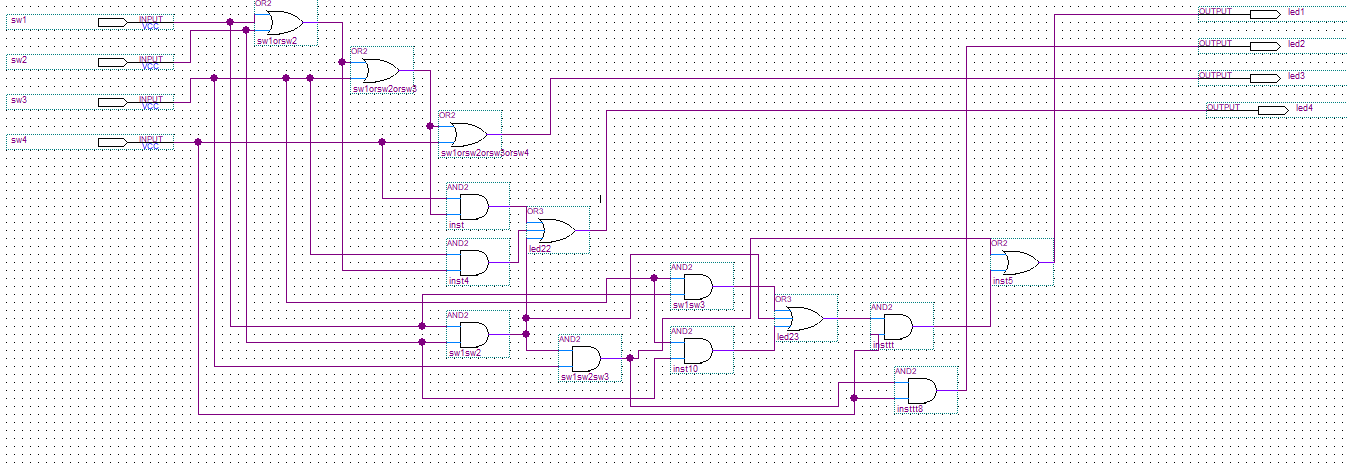 OR2
sw1
INPUT
VCC
sw1orsw2
OUTPUT
led1
sw2
INPUT
VCC
OR2
OUTPUT
led2
sw3
INPUT
VCC
sw1orsw2orsw3
OUTPUT
led3
OR2
OUTPUT
led4
sw4
INPUT
VCC
sw1orsw2orsw3orsw4
AND2
inst
OR3
led22
AND2
inst4
OR2
inst5
AND2
sw1sw3
OR3
led23
AND2
insttt
AND2
sw1sw2
AND2
inst10
AND2
sw1sw2sw3
AND2
insttt8